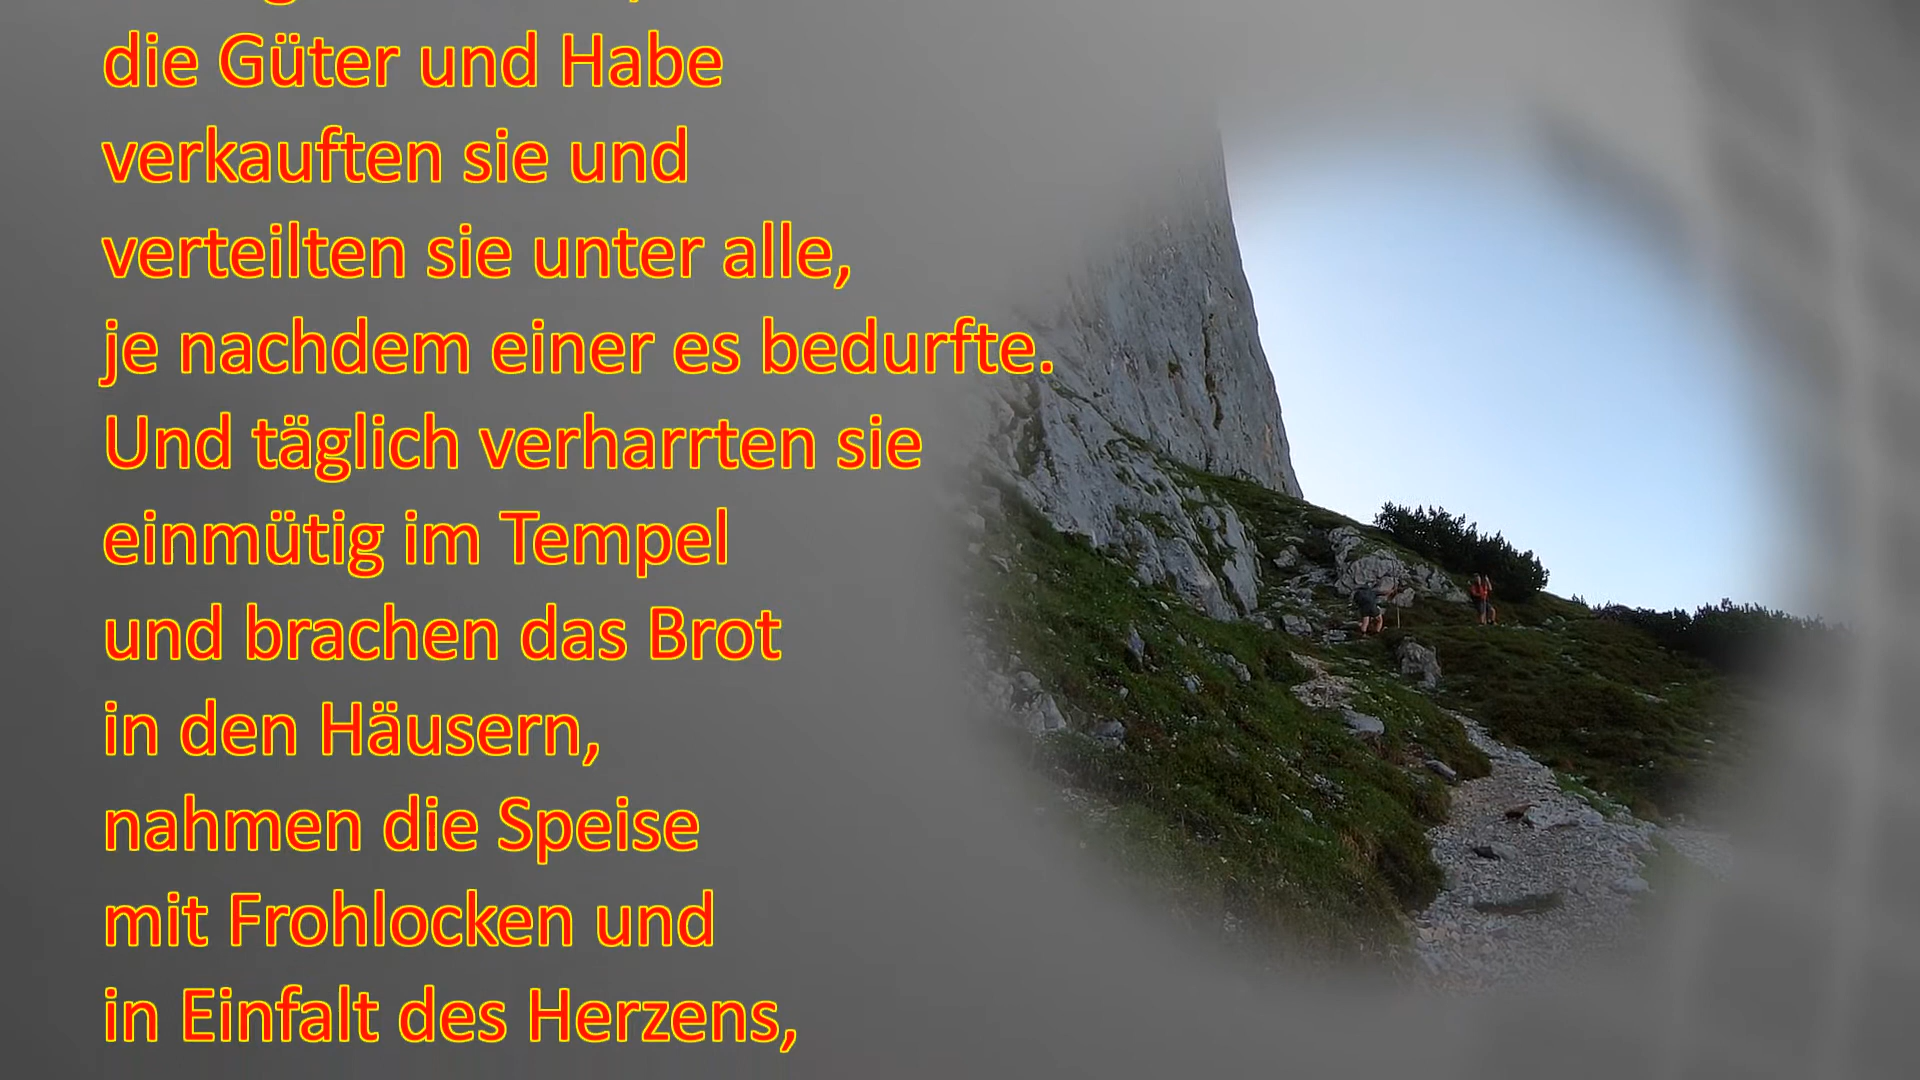 die Güter und Habe
verkauften sie und
verteilten sie unter alle,
je nachdem einer es bedurfte.
Und täglich verharrten sie
einmütig im Tempel
und brachen das Brot
in den Häusern,
nahmen die Speise
mit Frohlocken und
in Einfalt des Herzens,